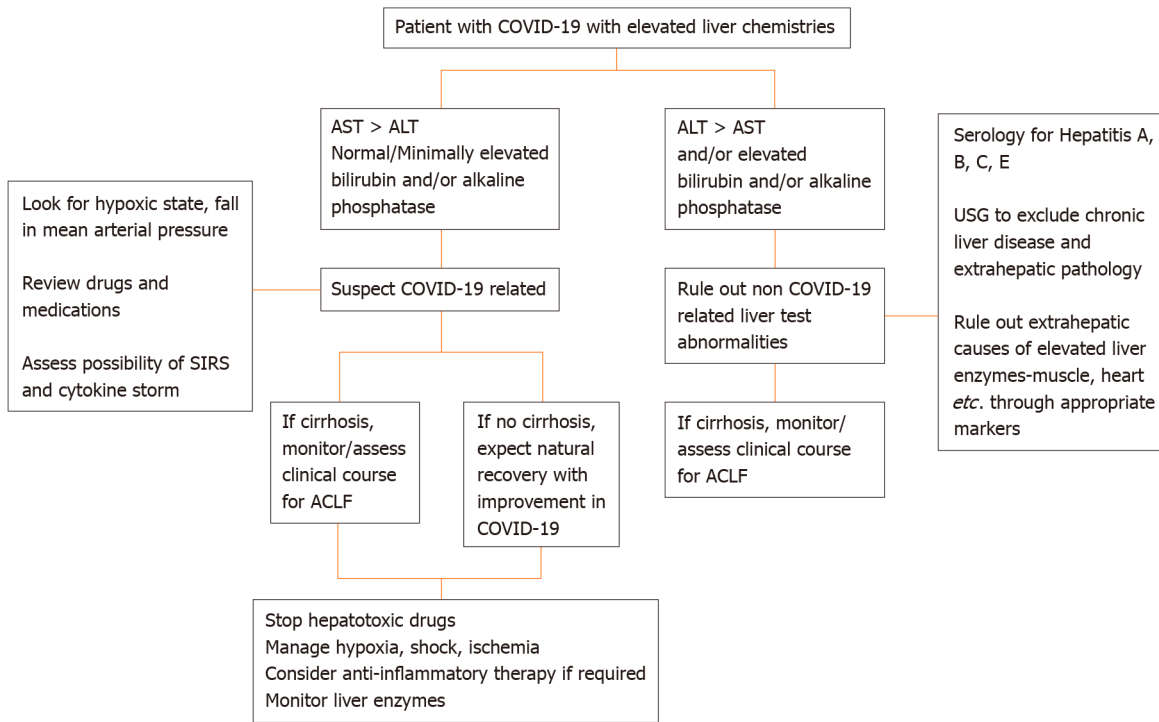 Patient with COVID-19 with elevated liver chemistries
AST > ALT
Normal/Minimally elevated
bilirubin and/or alkaline
phosphatase
ALT > AST
and/or elevated
bilirubin and/or alkaline
phosphatase
Serology for Hepatitis A,
B, C, E
USG to exclude chronic
liver disease and
extrahepatic pathology
Rule out extrahepatic
causes of elevated liver
enzymes-muscle, heart
etc. through appropriate
markers
Look for hypoxic state, fall
in mean arterial pressure
Review drugs and
medications
Assess possibility of SIRS
and cytokine storm
Suspect COVID-19 related
Rule out non COVID-19
related liver test
abnormalities
If cirrhosis,
monitor/assess
clinical course
for ACLF
If no cirrhosis,
expect natural
recovery with
improvement in
COVID-19
If cirrhosis, monitor/
assess clinical course
for ACLF
Stop hepatotoxic drugs
Manage hypoxia, shock, ischemia
Consider anti-inflammatory therapy if required
Monitor liver enzymes